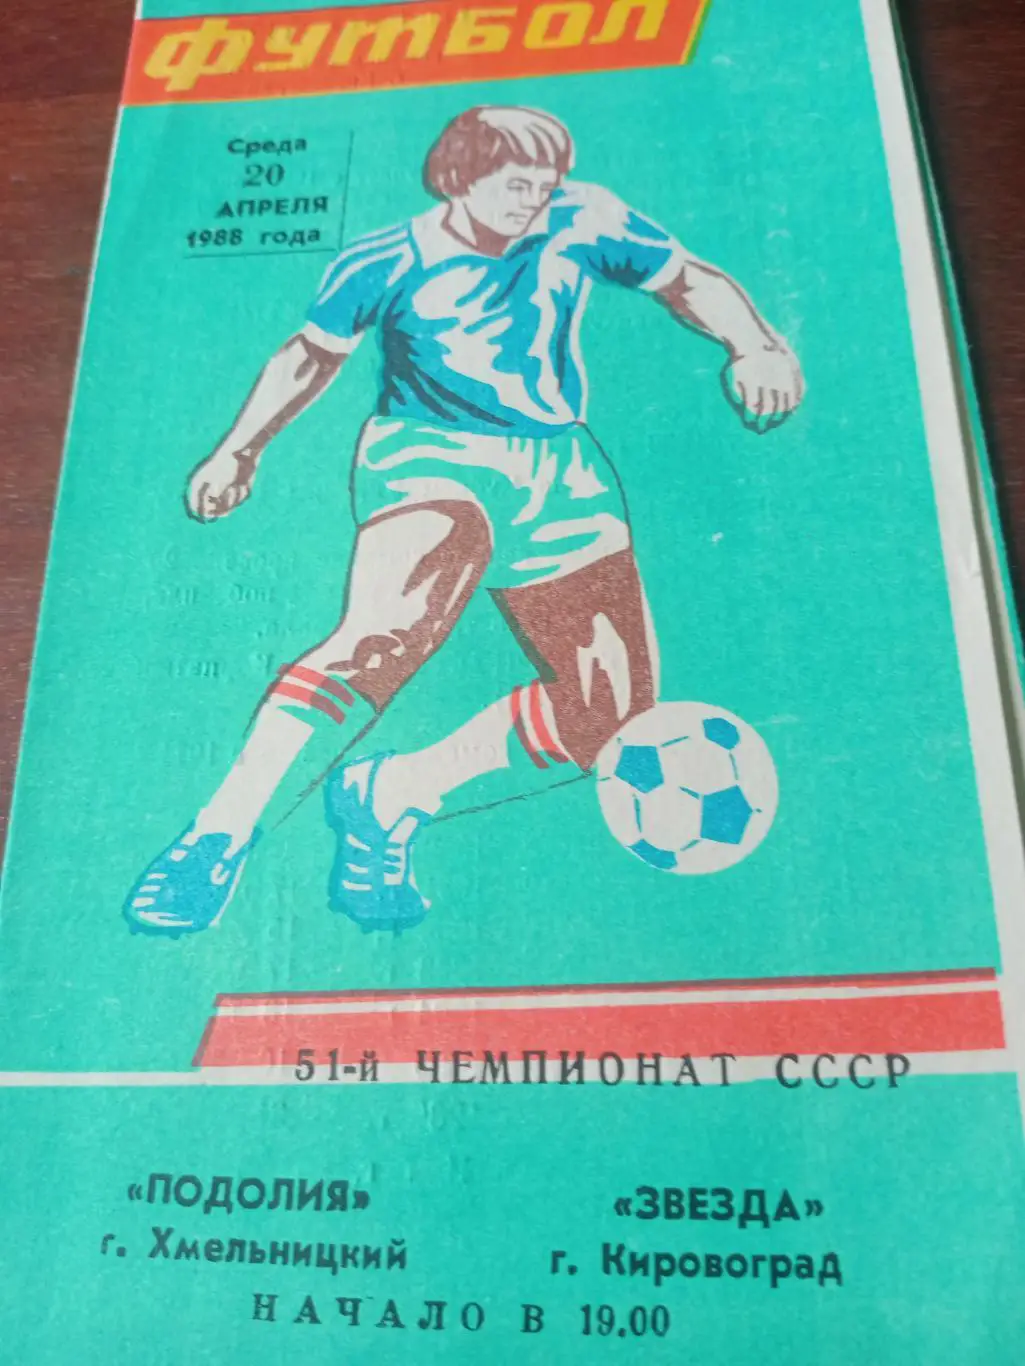 ФУТБОЛ
Среда
20
АПРЕЛЯ
1988 года
51-й ЧЕМПИОНАТ СССР
«ПОДОЛИЯ» «ЗВЕЗДА»
г. Хмельницкий г. Кировоград
НАЧАЛО В 19.00